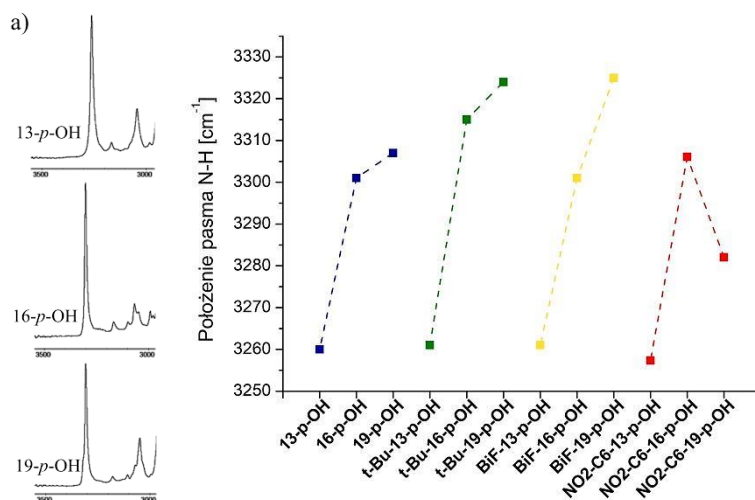 a)
13-p-OH
3500 3000
16-p-OH
3500 3000
19-p-OH
3500 3000
Położenie pasma N-H [cm⁻¹]
3330
3320
3310
3300
3290
3280
3270
3260
3250
13-p-OH
16-p-OH
19-p-OH
t-Bu-13-p-OH
t-Bu-16-p-OH
t-Bu-19-p-OH
BiF-13-p-OH
BiF-16-p-OH
BiF-19-p-OH
NO2-C6-13-p-OH
NO2-C6-16-p-OH
NO2-C6-19-p-OH